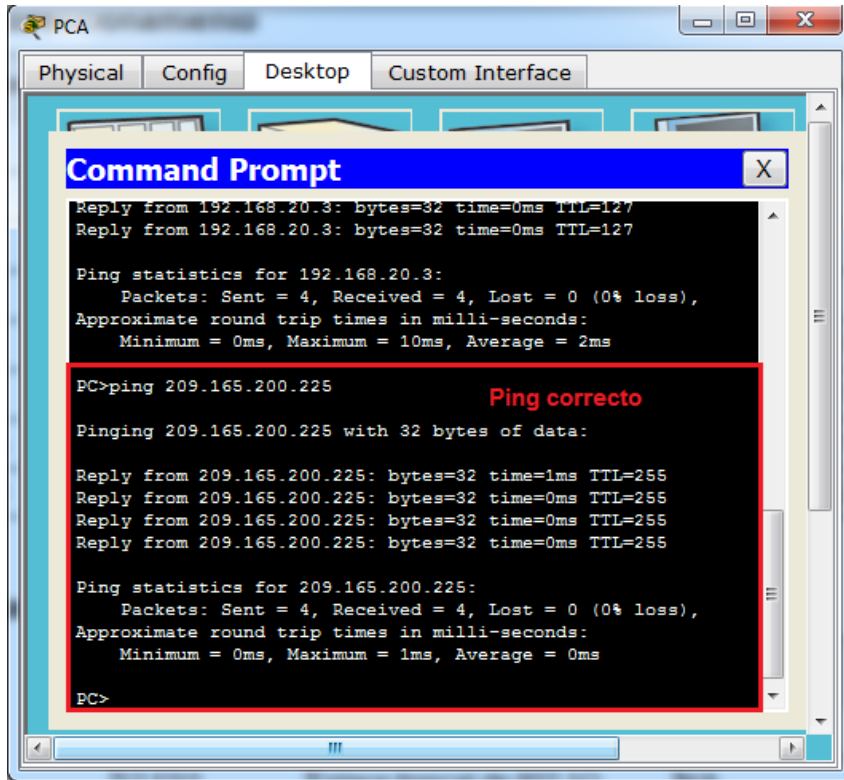 PCA
Physical Config Desktop Custom Interface
Command Prompt X
Reply from 192.168.20.3: bytes=32 time=0ms TTL=127
Reply from 192.168.20.3: bytes=32 time=0ms TTL=127
Ping statistics for 192.168.20.3:
Packets: Sent = 4, Received = 4, Lost = 0 (0% loss),
Approximate round trip times in milli-seconds:
Minimum = 0ms, Maximum = 10ms, Average = 2ms
PC>ping 209.165.200.225
Ping correcto
Pinging 209.165.200.225 with 32 bytes of data:
Reply from 209.165.200.225: bytes=32 time=1ms TTL=255
Reply from 209.165.200.225: bytes=32 time=0ms TTL=255
Reply from 209.165.200.225: bytes=32 time=0ms TTL=255
Reply from 209.165.200.225: bytes=32 time=0ms TTL=255
Ping statistics for 209.165.200.225:
Packets: Sent = 4, Received = 4, Lost = 0 (0% loss),
Approximate round trip times in milli-seconds:
Minimum = 0ms, Maximum = 1ms, Average = 0ms
PC>